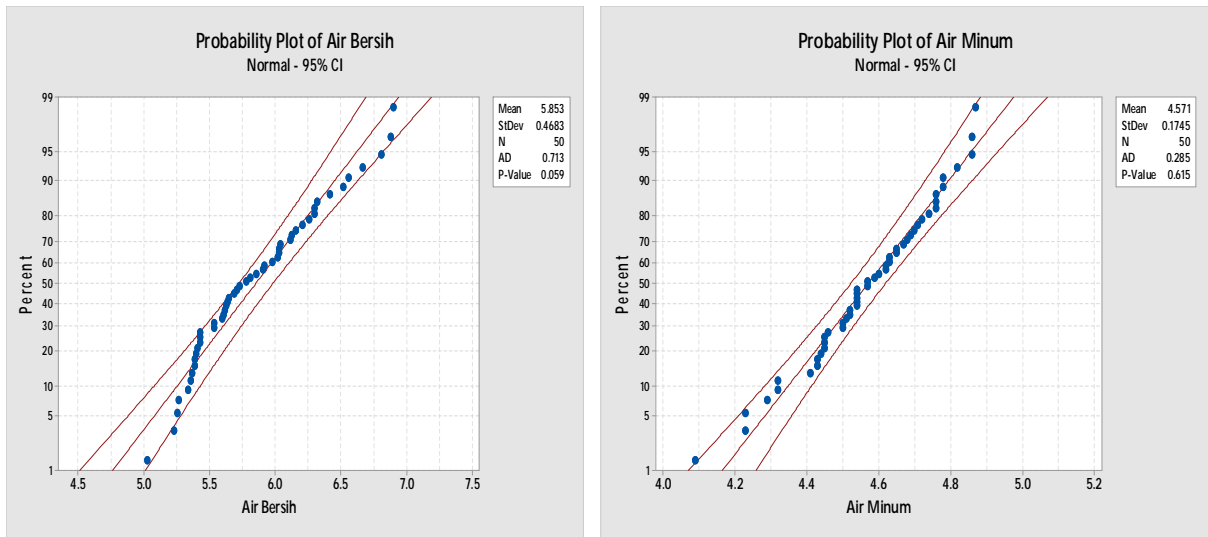 Probability Plot of Air Bersih
Normal - 95% CI
99
95
90
80
70
60
50
40
30
20
10
5
1
Percent
4.5 5.0 5.5 6.0 6.5 7.0 7.5
Air Bersih
Mean 5.853
StDev 0.4683
N 50
AD 0.713
P-Value 0.059
Probability Plot of Air Minum
Normal - 95% CI
99
95
90
80
70
60
50
40
30
20
10
5
1
Percent
4.0 4.2 4.4 4.6 4.8 5.0 5.2
Air Minum
Mean 4.571
StDev 0.1745
N 50
AD 0.285
P-Value 0.615